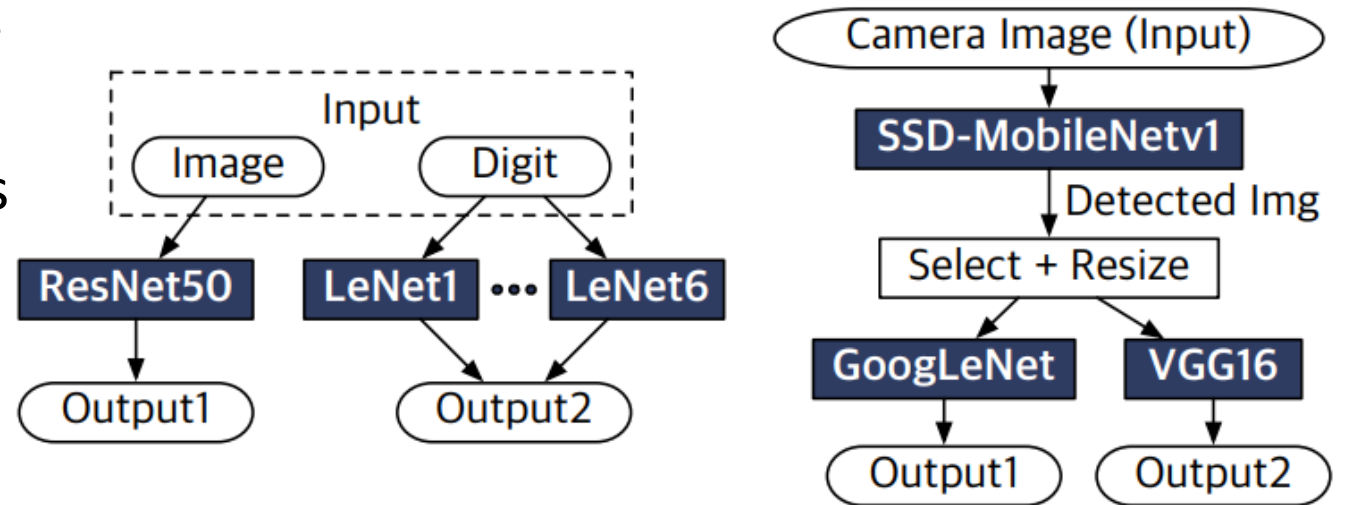 Input
Image
Digit
s
ResNet50
LeNet1 ••• LeNet6
Output1
Output2
Camera Image (Input)
SSD-MobileNetv1
Detected Img
Select + Resize
GoogLeNet
VGG16
Output1
Output2